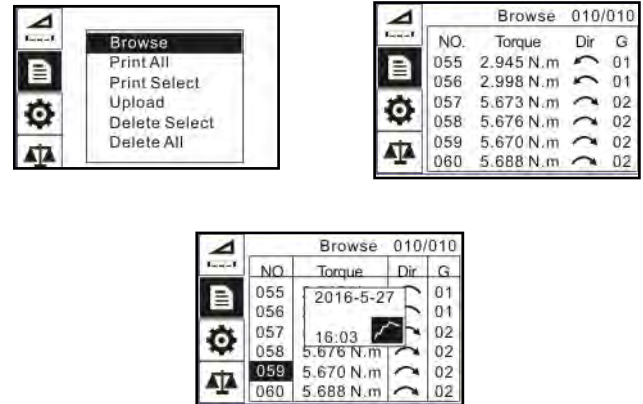 Browse
Print All
Print Select
Upload
Delete Select
Delete All
Browse 010/010
NO. Torque Dir G
055 2.945 N.m 01
056 2.998 N.m 01
057 5.673 N.m 02
058 5.676 N.m 02
059 5.670 N.m 02
060 5.688 N.m 02
Browse 010/010
NO Torque Dir G
055 2016-5-27 01
056 01
057 16:03 02
058 5.676 N.m 02
059 5.670 N.m 02
060 5.688 N.m 02